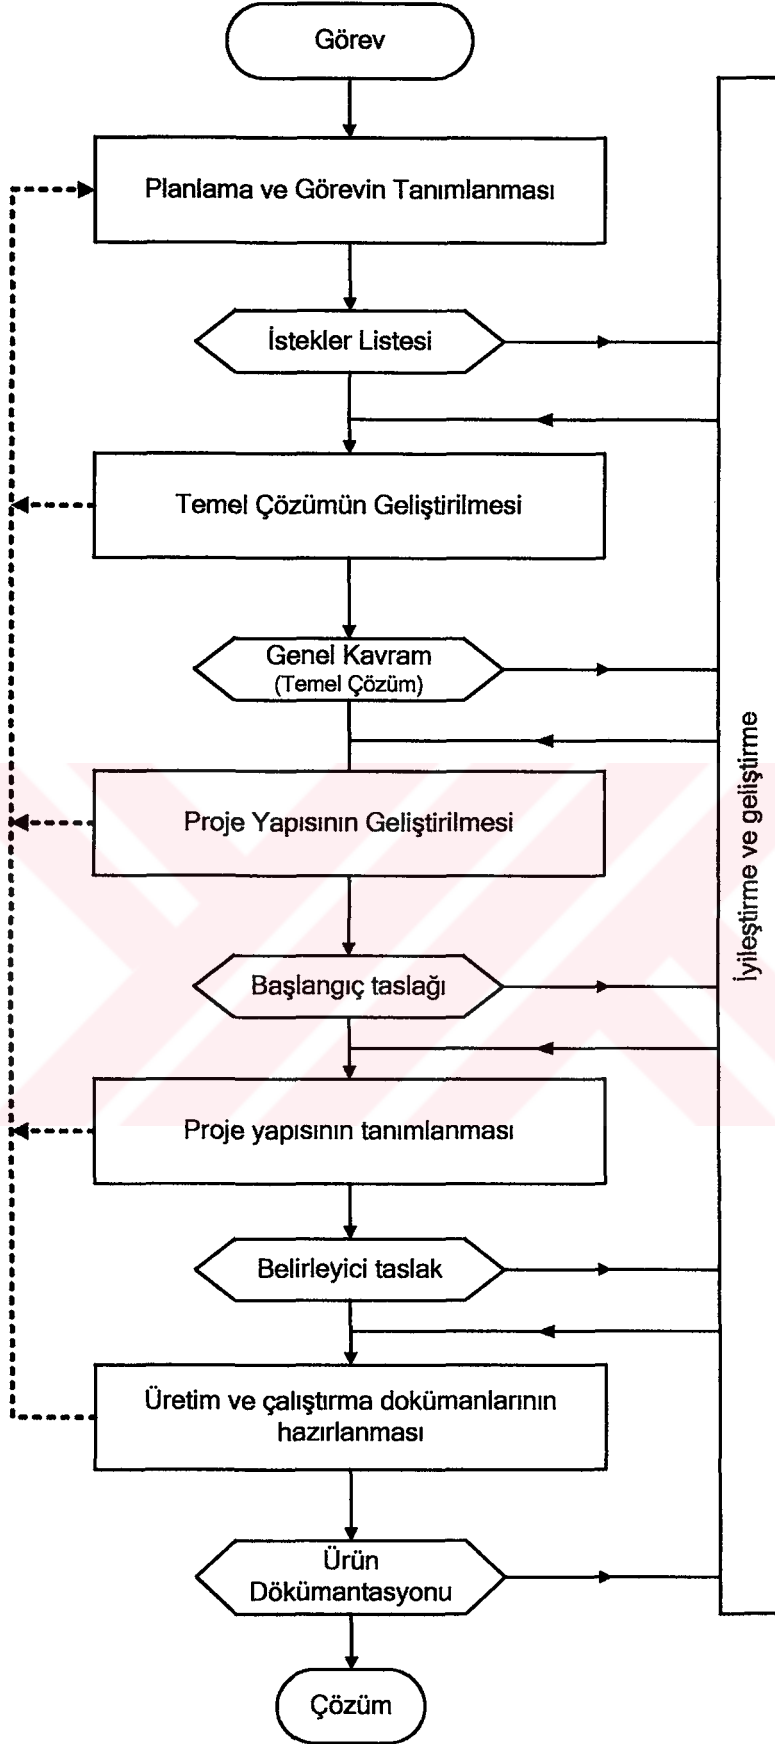 Görev
Planlama ve Görevin Tanımlanması
İstekler Listesi
Temel Çözümün Geliştirilmesi
Genel Kavram
(Temel Çözüm)
Proje Yapısının Geliştirilmesi
İyileştirme ve geliştirme
Başlangıç taslağı
Proje yapısının tanımlanması
Belirleyici taslak
Üretim ve çalıştırma dokümanlarının
hazırlanması
Ürün
Dökümantasyonu
Çözüm